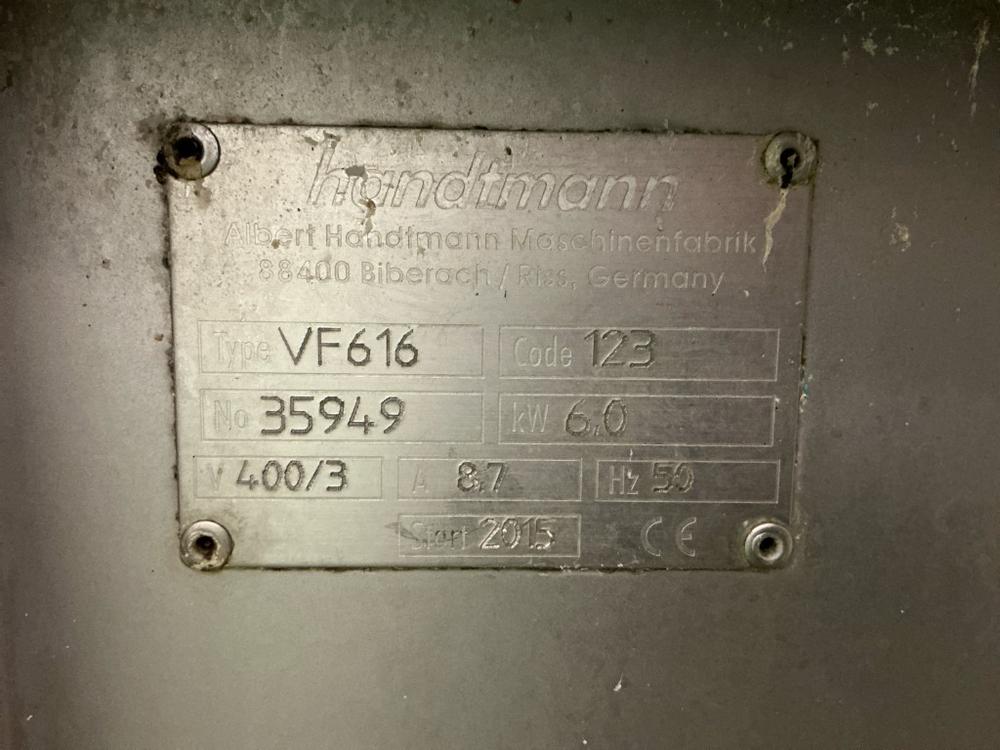 handtmann
Albert Handtmann Maschinenfabrik
88400 Biberach/Riss, Germany
Type VF616 Code 123
No 35949 kW 6.0
V 400/3 A 8.7 Hz 50
Start 2015 CE